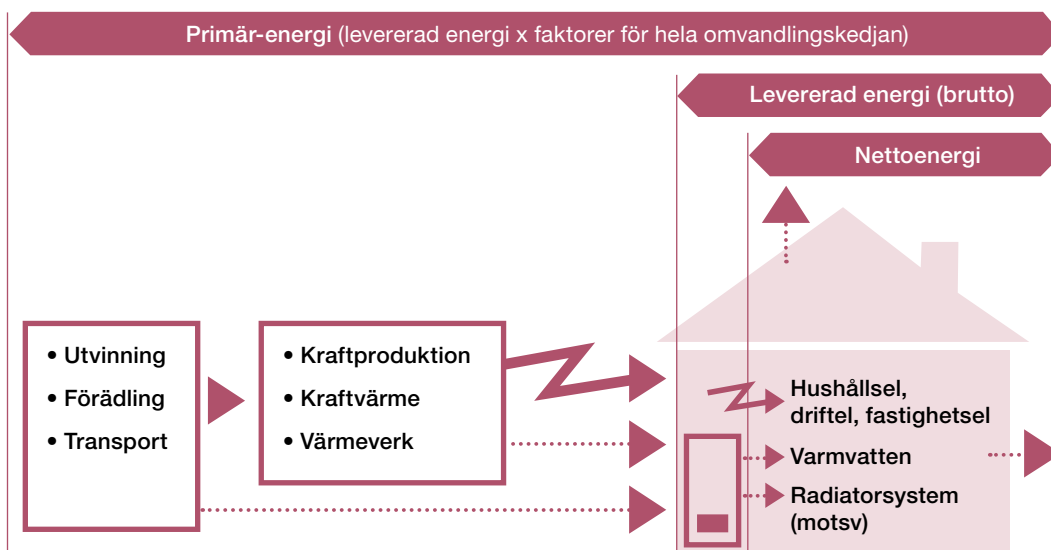 Primär-energi (levererad energi x faktorer för hela omvandlingskedjan)
Levererad energi (brutto)
Nettoenergi
• Utvinning
• Förädling
• Transport
• Kraftproduktion
• Kraftvärme
• Värmeverk
Hushållsel,
driftel, fastighetsel
Varmvatten
Radiatorsystem
(motsv)